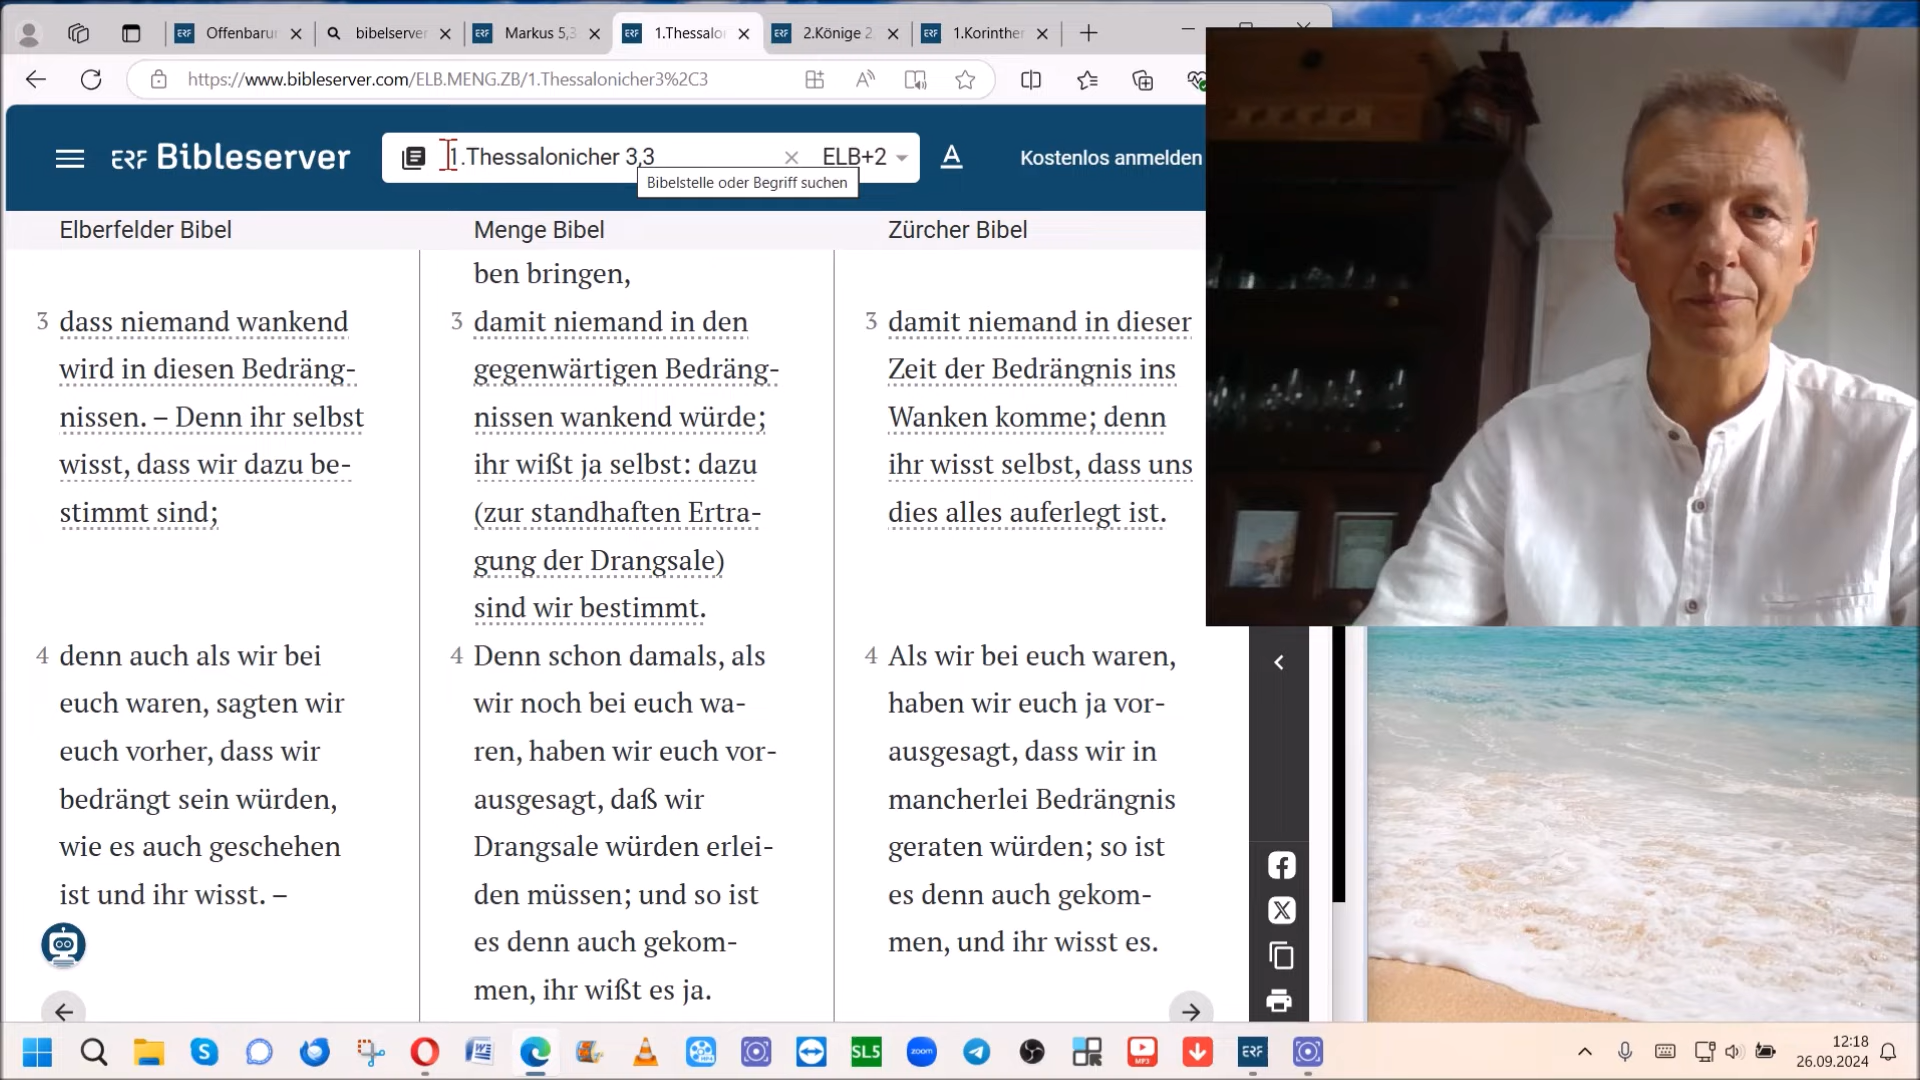 Offenbaru
bibelserver
Markus 5,3
1.Thessalo
2.Könige 2
1.Korinther
https://www.bibleserver.com/ELB.MENG.ZB/1.Thessalonicher3%2C3
ERF Bibleserver
1.Thessalonicher 3,3
ELB+2
Kostenlos anmelden
Bibelstelle oder Begriff suchen
Elberfelder Bibel
3 dass niemand wankend
wird in diesen Bedräng-
nissen. – Denn ihr selbst
wisst, dass wir dazu be-
stimmt sind;
4 denn auch als wir bei
euch waren, sagten wir
euch vorher, dass wir
bedrängt sein würden,
wie es auch geschehen
ist und ihr wisst. –
Menge Bibel
ben bringen,
3 damit niemand in den
gegenwärtigen Bedräng-
nissen wankend würde;
ihr wißt ja selbst: dazu
(zur standhaften Ertra-
gung der Drangsale)
sind wir bestimmt.
4 Denn schon damals, als
wir noch bei euch wa-
ren, haben wir euch vor-
ausgesagt, daß wir
Drangsale würden erlei-
den müssen; und so ist
es denn auch gekom-
men, ihr wißt es ja.
Zürcher Bibel
3 damit niemand in dieser
Zeit der Bedrängnis ins
Wanken komme; denn
ihr wisst selbst, dass uns
dies alles auferlegt ist.
4 Als wir bei euch waren,
haben wir euch ja vor-
ausgesagt, dass wir in
mancherlei Bedrängnis
geraten würden; so ist
es denn auch gekom-
men, und ihr wisst es.
SL5
zoom
MP3
ERF
12:18
26.09.2024